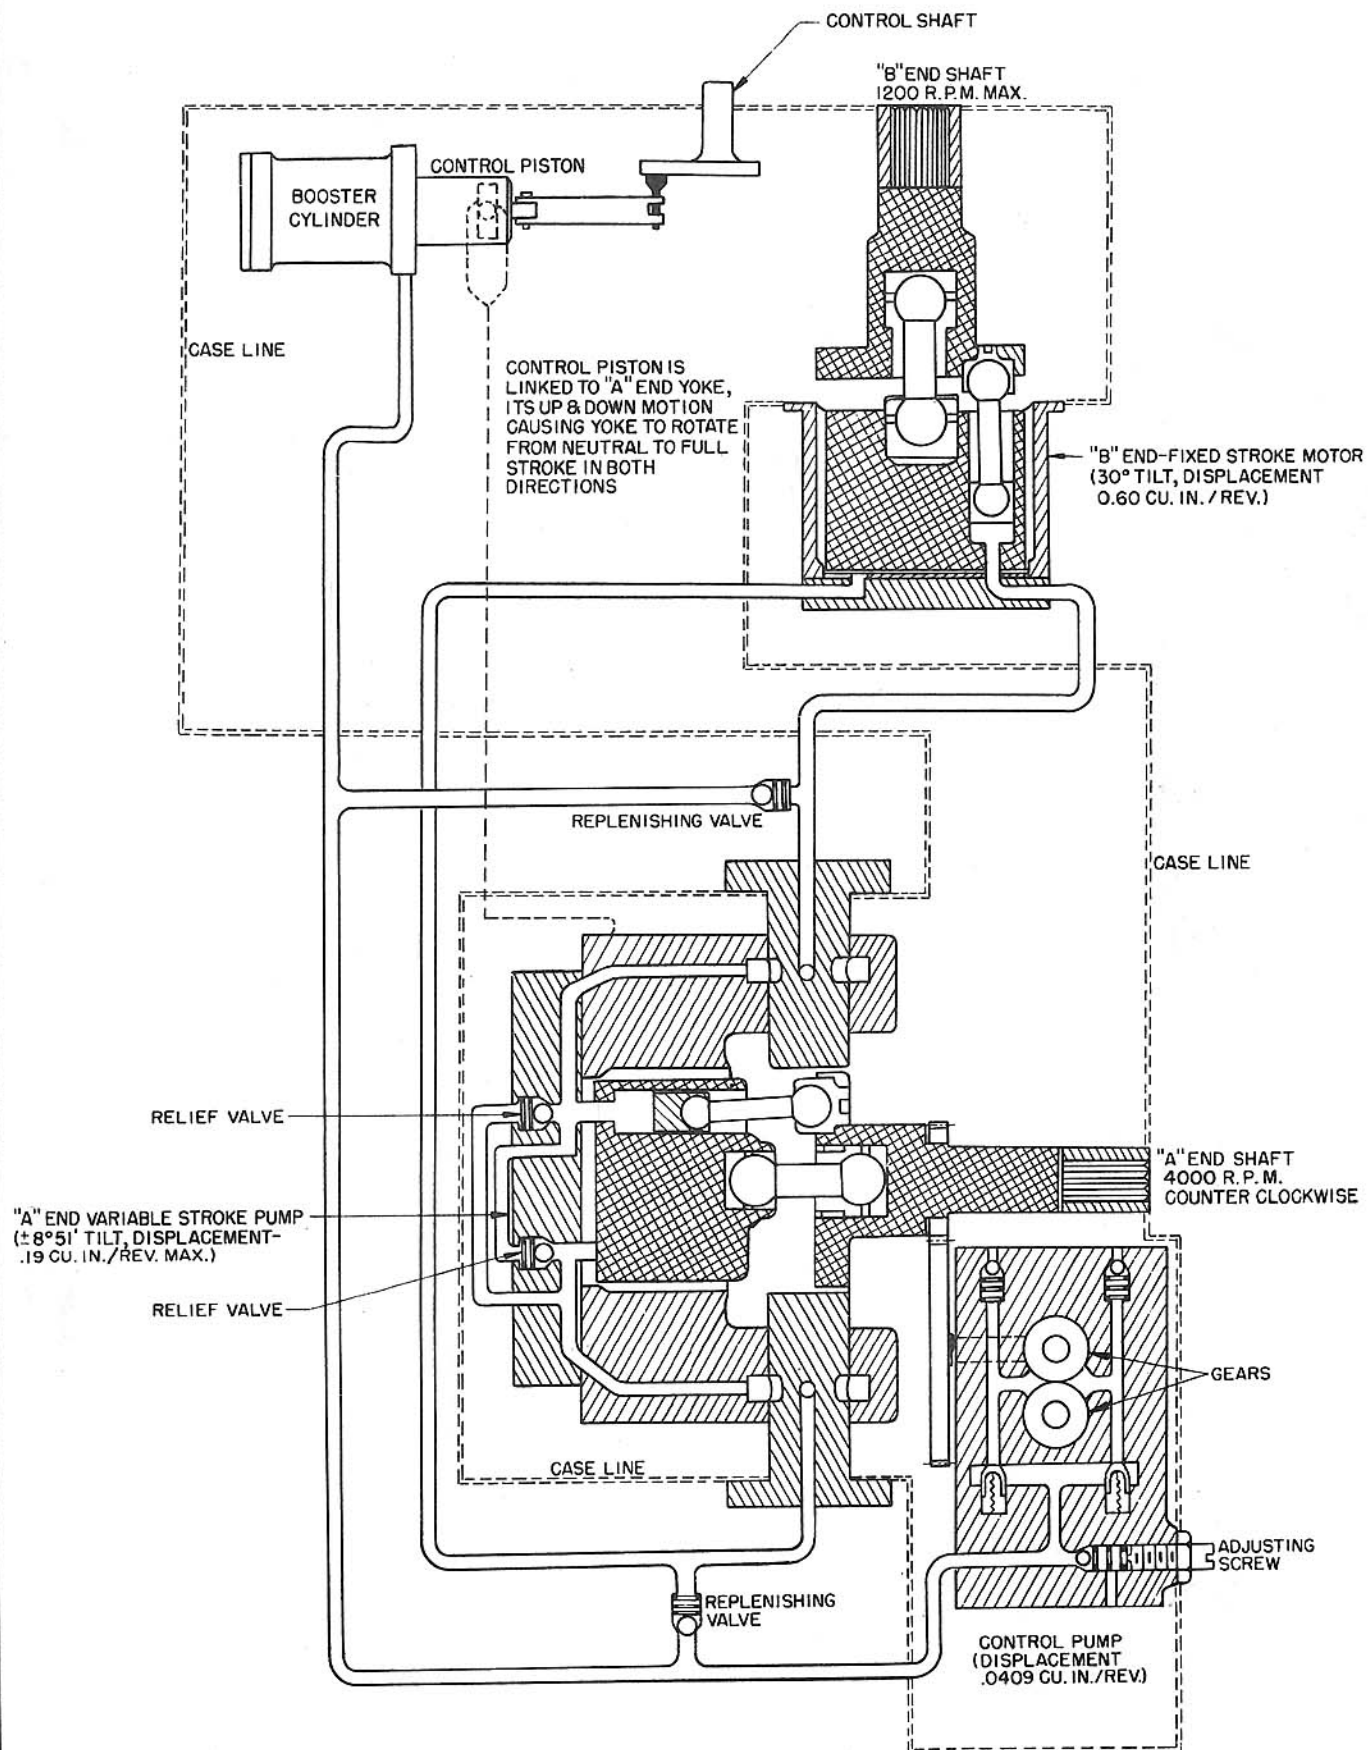 CONTROL SHAFT
"B" END SHAFT
1200 R.P.M. MAX.
CONTROL PISTON
BOOSTER
CYLINDER
CASE LINE
CONTROL PISTON IS
LINKED TO "A" END YOKE,
ITS UP & DOWN MOTION
CAUSING YOKE TO ROTATE
FROM NEUTRAL TO FULL
STROKE IN BOTH
DIRECTIONS
"B" END-FIXED STROKE MOTOR
(30° TILT, DISPLACEMENT
0.60 CU. IN. / REV.)
REPLENISHING VALVE
CASE LINE
RELIEF VALVE
"A" END SHAFT
4000 R.P.M.
COUNTER CLOCKWISE
"A" END VARIABLE STROKE PUMP
(±8°51' TILT, DISPLACEMENT-
.19 CU. IN./REV. MAX.)
RELIEF VALVE
GEARS
CASE LINE
ADJUSTING
SCREW
REPLENISHING
VALVE
CONTROL PUMP
(DISPLACEMENT
.0409 CU. IN./REV.)